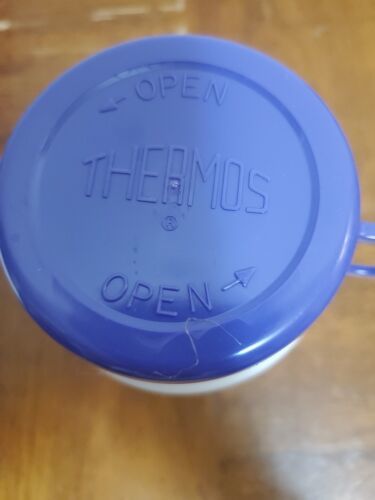 ← OPEN
THERMOS
®
OPEN →